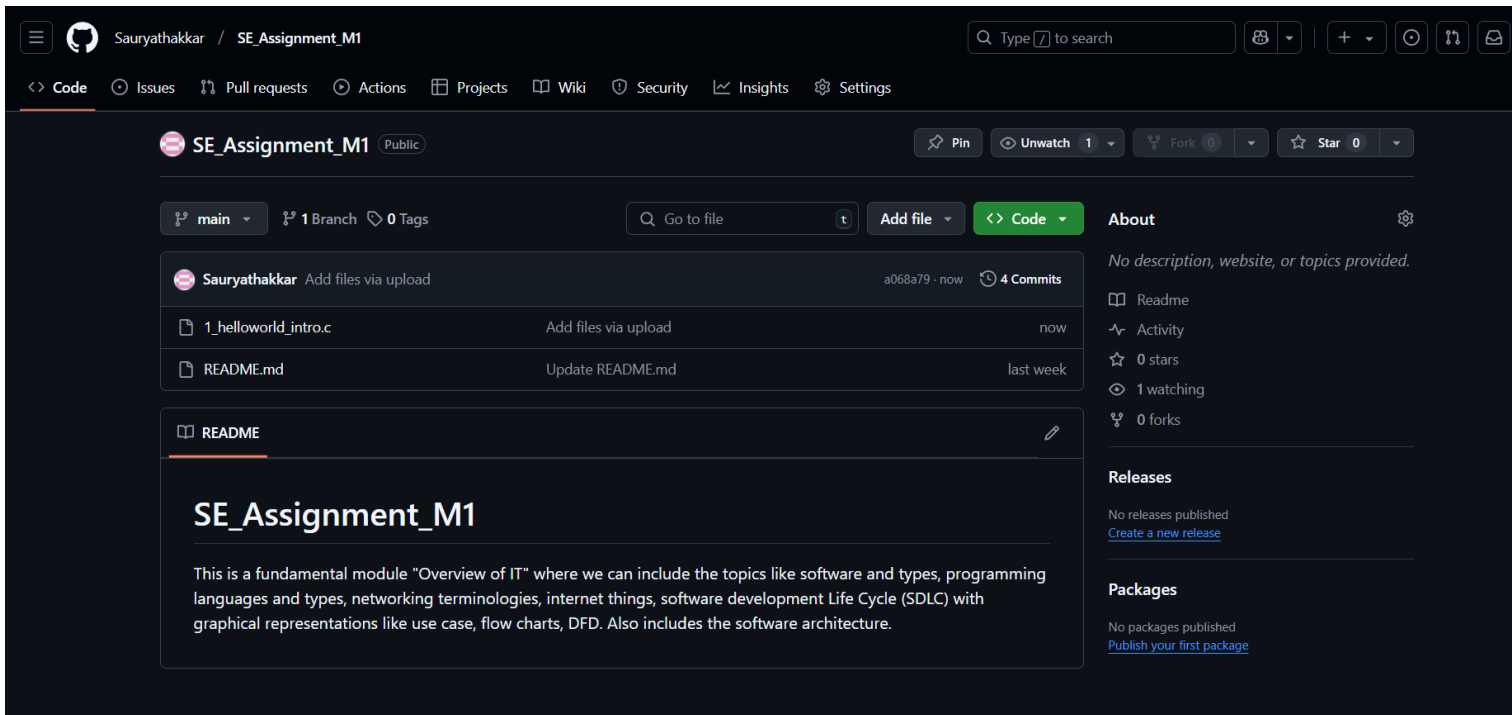 Sauryathakkar / SE_Assignment_M1
Type / to search
Code Issues Pull requests Actions Projects Wiki Security Insights Settings
SE_Assignment_M1 Public
Pin Unwatch 1 Fork 0 Star 0
main 1 Branch 0 Tags Go to file t Add file Code
Sauryathakkar Add files via upload a068a79 · now 4 Commits
1_helloworld_intro.c Add files via upload now
README.md Update README.md last week
README
SE_Assignment_M1
This is a fundamental module "Overview of IT" where we can include the topics like software and types, programming
languages and types, networking terminologies, internet things, software development Life Cycle (SDLC) with
graphical representations like use case, flow charts, DFD. Also includes the software architecture.
About
No description, website, or topics provided.
Readme
Activity
0 stars
1 watching
0 forks
Releases
No releases published
Create a new release
Packages
No packages published
Publish your first package